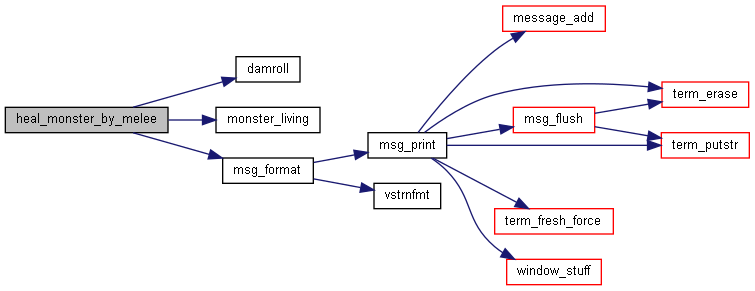 heal_monster_by_melee
damroll
monster_living
msg_format
msg_print
vstrnfmt
message_add
msg_flush
term_erase
term_putstr
term_fresh_force
window_stuff